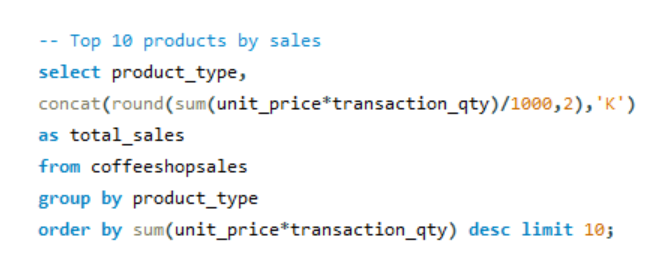 -- Top 10 products by sales
select product_type,
concat(round(sum(unit_price*transaction_qty)/1000,2),'K')
as total_sales
from coffeeshopsales
group by product_type
order by sum(unit_price*transaction_qty) desc limit 10;